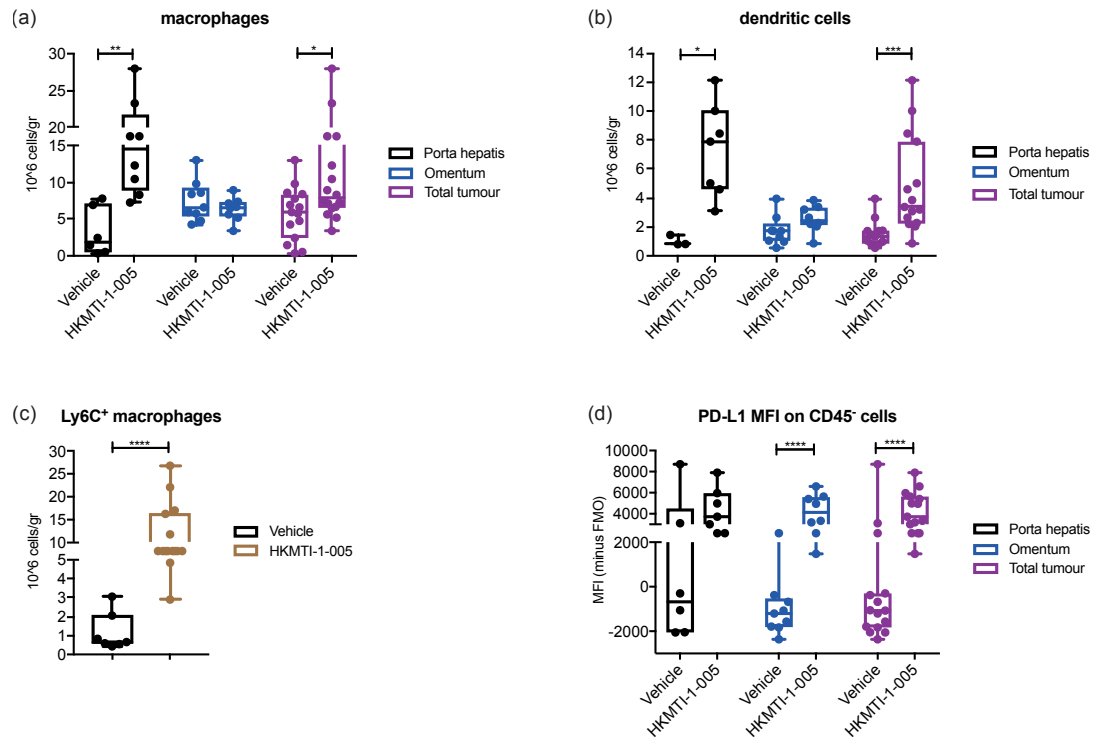 (a)
macrophages
**
*
30
25
20
15
10
5
0
10^6 cells/gr
Vehicle
HKMTI-1-005
Vehicle
HKMTI-1-005
Vehicle
HKMTI-1-005
Porta hepatis
Omentum
Total tumour
(b)
dendritic cells
*
***
14
12
10
8
6
4
2
0
10^6 cells/gr
Vehicle
HKMTI-1-005
Vehicle
HKMTI-1-005
Vehicle
HKMTI-1-005
Porta hepatis
Omentum
Total tumour
(c)
Ly6C+ macrophages
****
30
25
20
15
10
5
4
3
2
1
0
10^6 cells/gr
Vehicle
HKMTI-1-005
(d)
PD-L1 MFI on CD45- cells
****
****
10000
8000
6000
4000
2000
-0
-2000
MFI (minus FMO)
Vehicle
HKMTI-1-005
Vehicle
HKMTI-1-005
Vehicle
HKMTI-1-005
Porta hepatis
Omentum
Total tumour